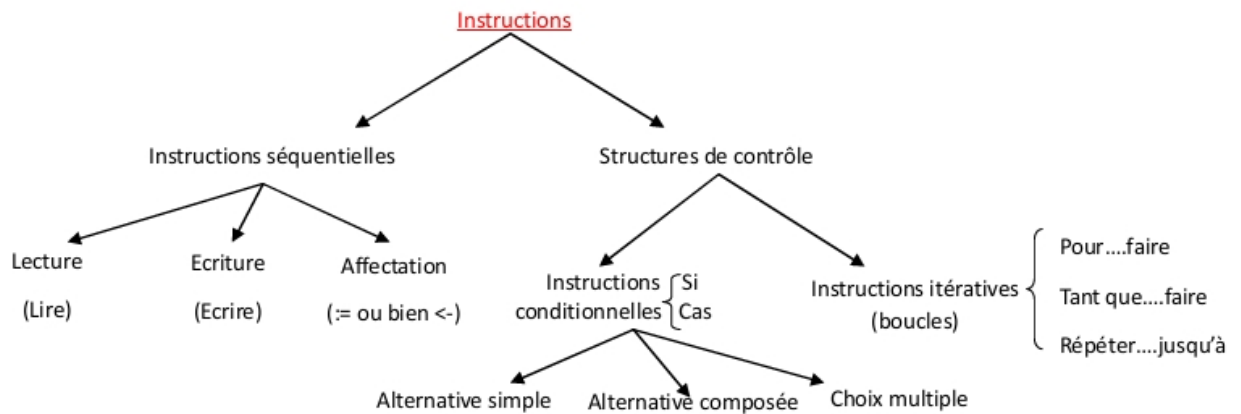 Instructions
Instructions séquentielles
Structures de contrôle
Lecture
(Lire)
Ecriture
(Ecrire)
Affectation
(:= ou bien <-)
Instructions
conditionnelles
Si
Cas
Instructions itératives
(boucles)
Pour....faire
Tant que....faire
Répéter....jusqu’à
Alternative simple
Alternative composée
Choix multiple